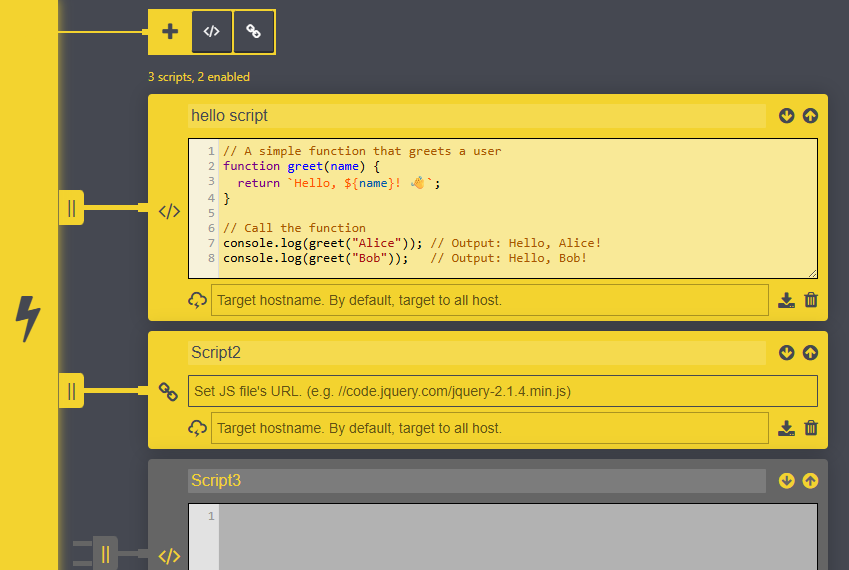 3 scripts, 2 enabled
hello script
1 // A simple function that greets a user
2 function greet(name) {
3   return `Hello, ${name}! 👋`;
4 }
5
6 // Call the function
7 console.log(greet("Alice")); // Output: Hello, Alice!
8 console.log(greet("Bob"));   // Output: Hello, Bob!
Target hostname. By default, target to all host.
Script2
Set JS file's URL. (e.g. //code.jquery.com/jquery-2.1.4.min.js)
Target hostname. By default, target to all host.
Script3
1